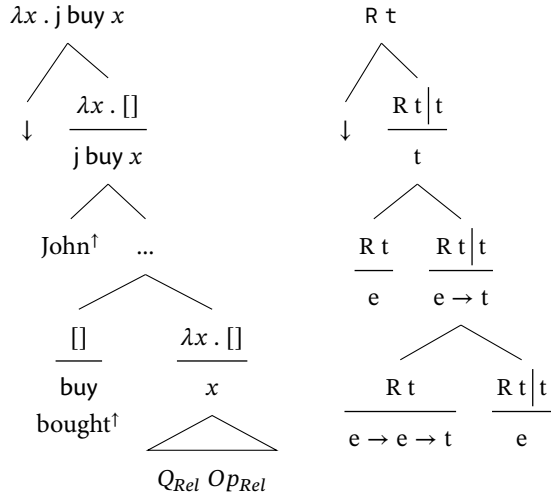 λx . j buy x
R t
↓
λx . []
j buy x
↓
R t | t
t
John↑
...
R t
e
R t | t
e → t
[]
buy
bought↑
λx . []
x
R t
e → e → t
R t | t
e
Q_Rel Op_Rel